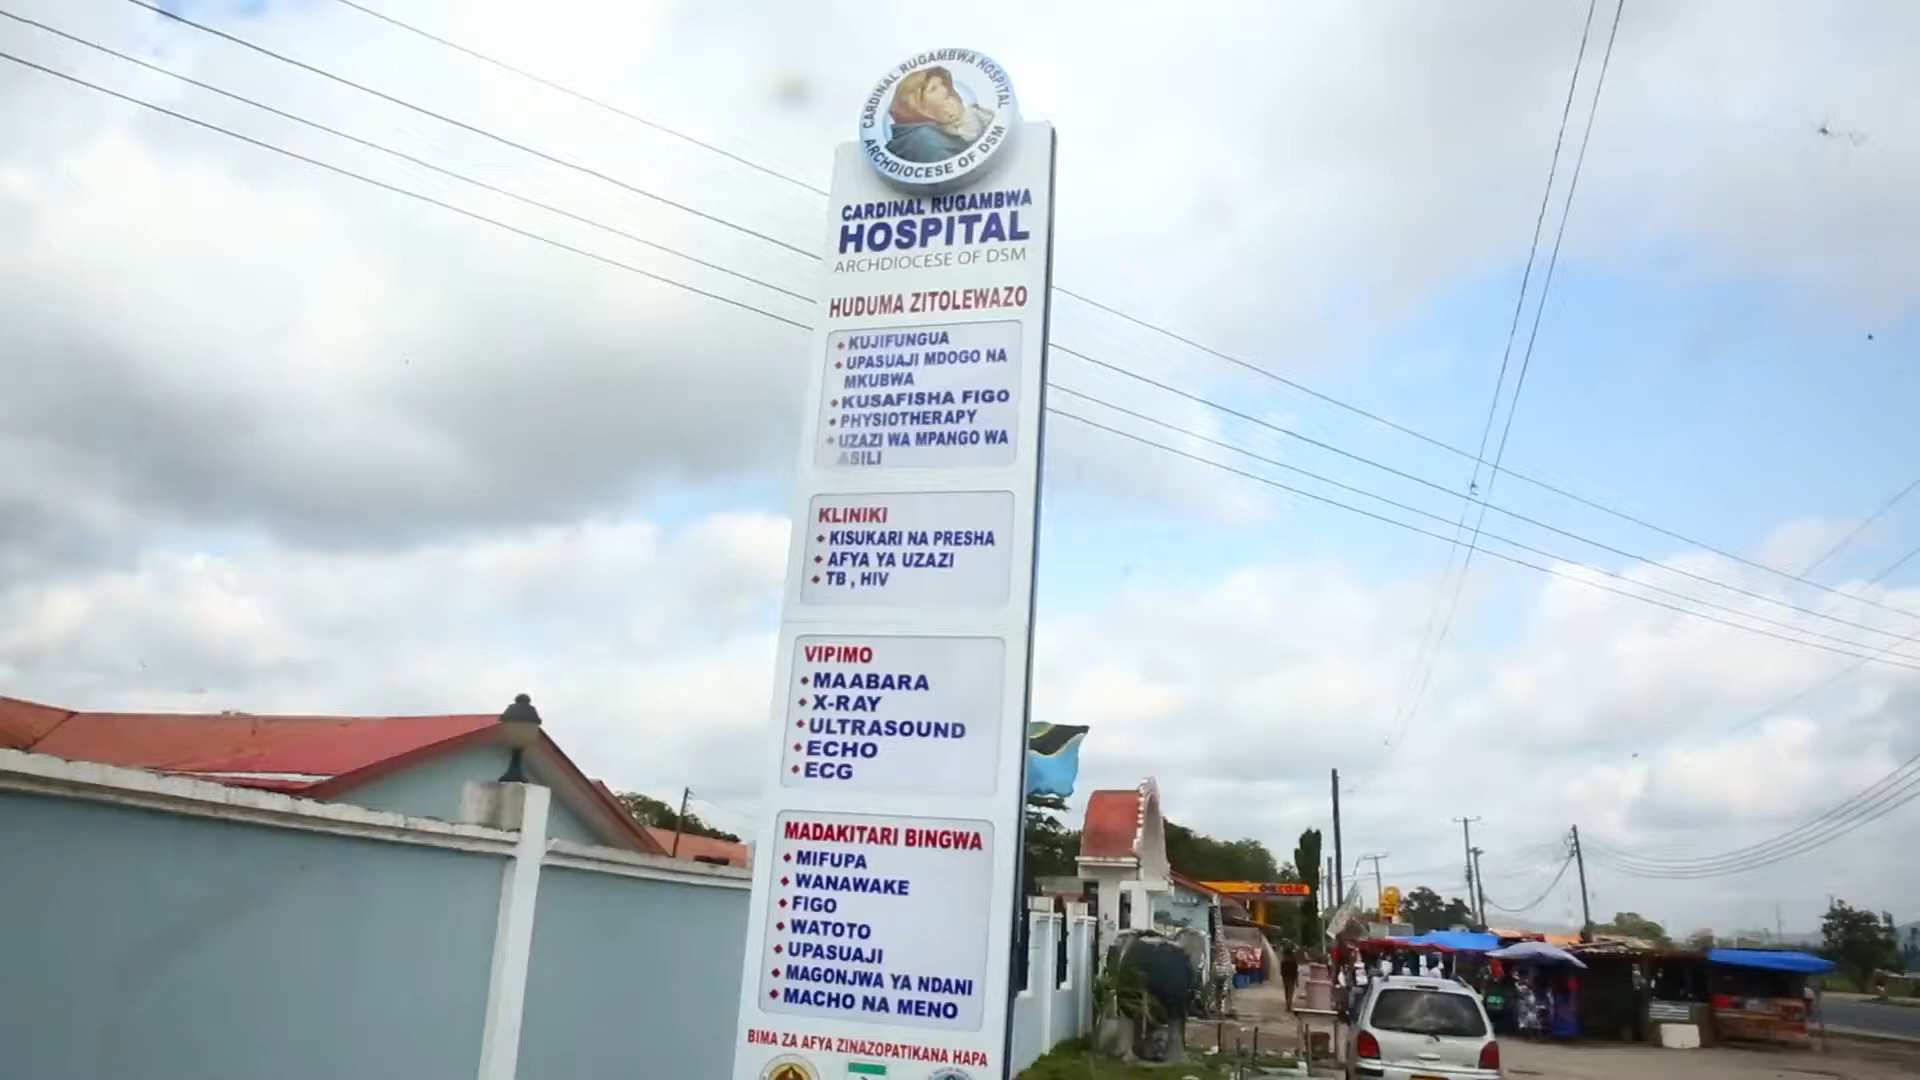 CARDINAL RUGAMBWA HOSPITAL
ARCHDIOCESE OF DSM
CARDINAL RUGAMBWA
HOSPITAL
ARCHDIOCESE OF DSM
HUDUMA ZITOLEWAZO
KUJIFUNGUA
UPASUAJI MDOGO NA
MKUBWA
KUSAFISHA FIGO
PHYSIOTHERAPY
UZAZI WA MPANGO WA
ASILI
KLINIKI
KISUKARI NA PRESHA
AFYA YA UZAZI
TB , HIV
VIPIMO
MAABARA
X-RAY
ULTRASOUND
ECHO
ECG
MADAKITARI BINGWA
MIFUPA
WANAWAKE
FIGO
WATOTO
UPASUAJI
MAGONJWA YA NDANI
MACHO NA MENO
BIMA ZA AFYA ZINAZOPATIKANA HAPA